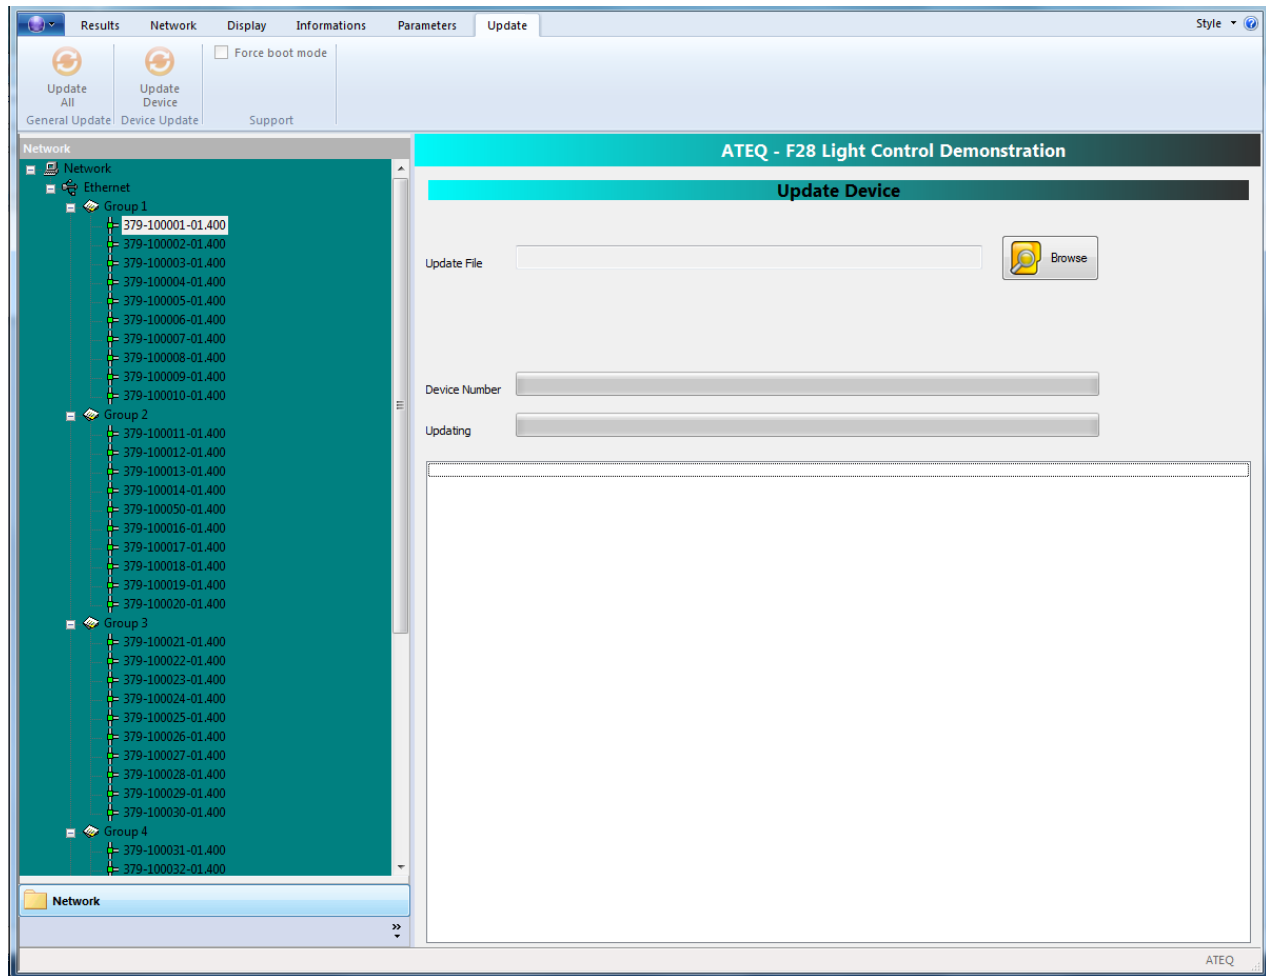 Results Network Display Informations Parameters Update Style
Update All
General Update
Update Device
Device Update
Force boot mode
Support
Network
Network
Ethernet
Group 1
379-100001-01.400
379-100002-01.400
379-100003-01.400
379-100004-01.400
379-100005-01.400
379-100006-01.400
379-100007-01.400
379-100008-01.400
379-100009-01.400
379-100010-01.400
Group 2
379-100011-01.400
379-100012-01.400
379-100013-01.400
379-100014-01.400
379-100050-01.400
379-100016-01.400
379-100017-01.400
379-100018-01.400
379-100019-01.400
379-100020-01.400
Group 3
379-100021-01.400
379-100022-01.400
379-100023-01.400
379-100024-01.400
379-100025-01.400
379-100026-01.400
379-100027-01.400
379-100028-01.400
379-100029-01.400
379-100030-01.400
Group 4
379-100031-01.400
379-100032-01.400
Network
ATEQ - F28 Light Control Demonstration
Update Device
Update File
Browse
Device Number
Updating
ATEQ